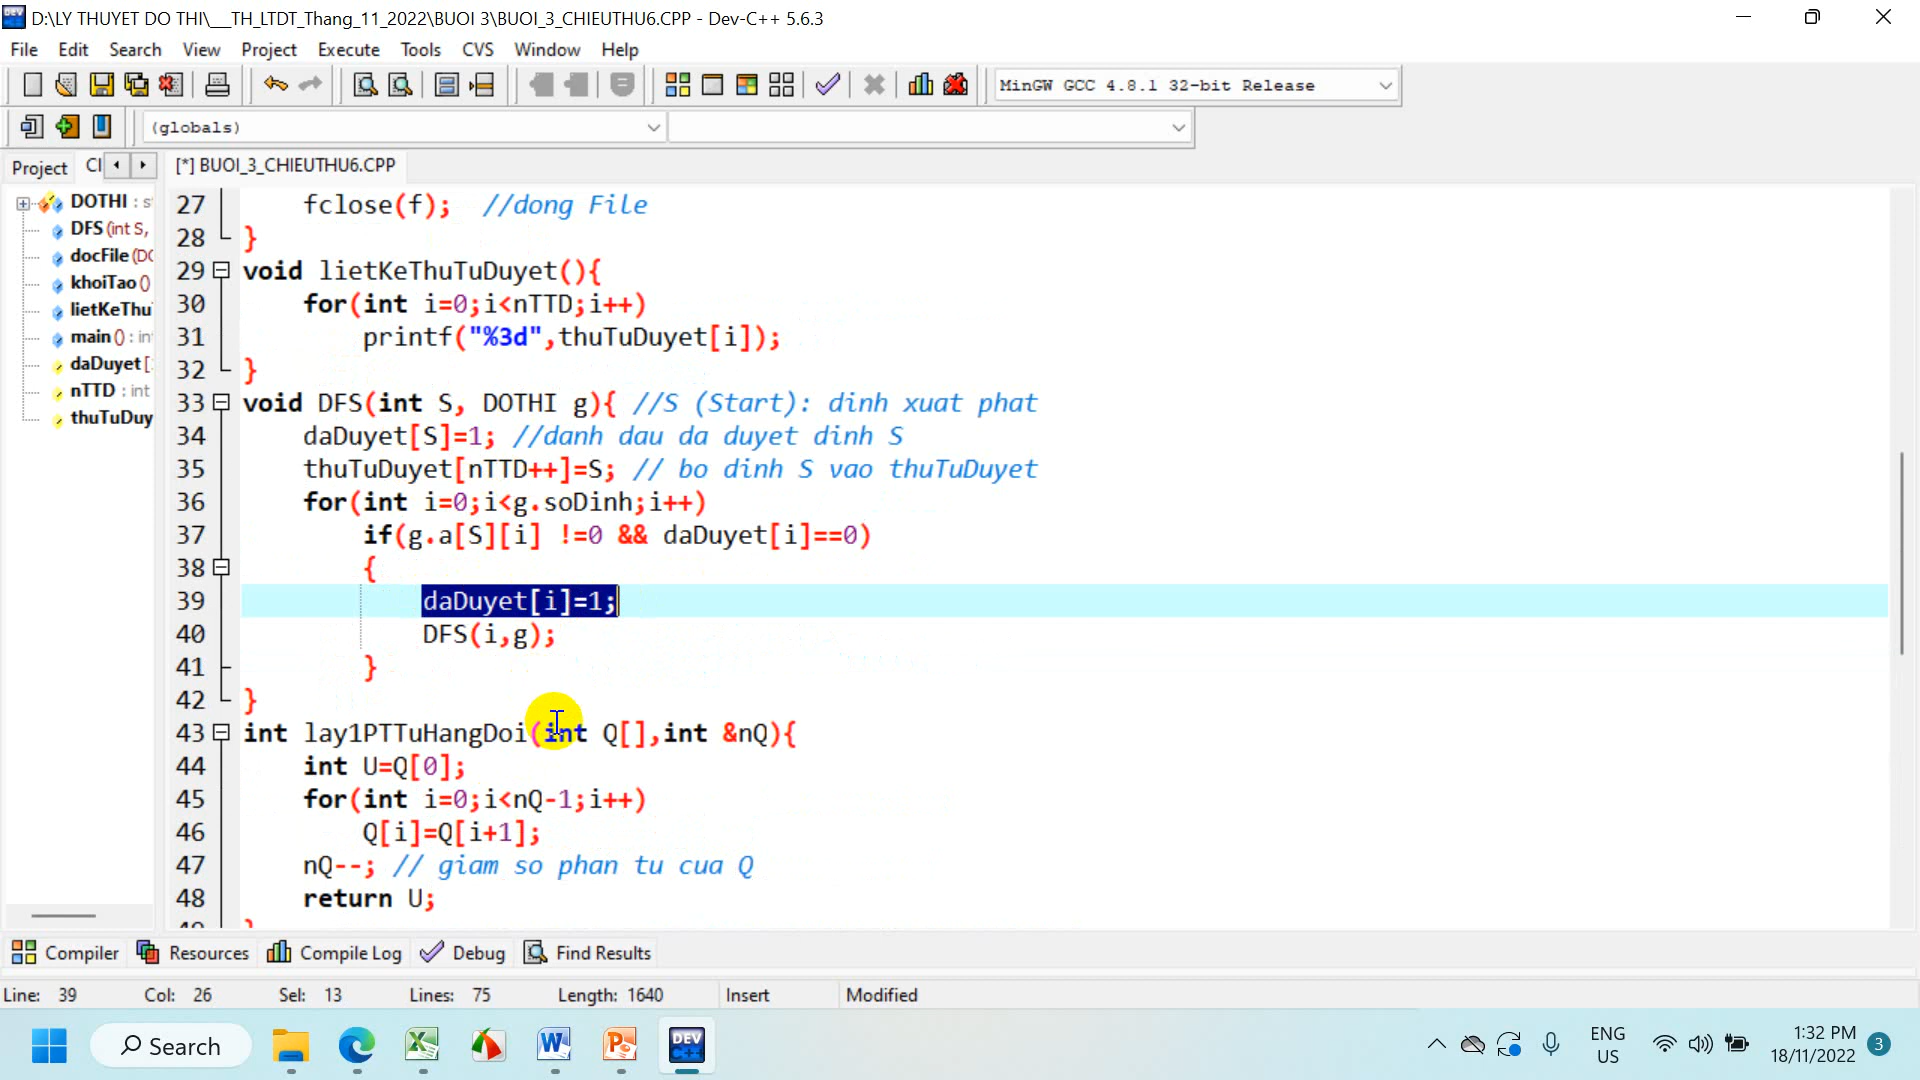 D:\LY THUYET DO THI\__TH_LTDT_Thang_11_2022\BUOI 3\BUOI_3_CHIEUTHU6.CPP - Dev-C++ 5.6.3
File Edit Search View Project Execute Tools CVS Window Help
MinGW GCC 4.8.1 32-bit Release
(globals)
Project Cl [*] BUOI_3_CHIEUTHU6.CPP
DOTHI : s
DFS (int S,
docFile (DO
khoiTao ()
lietKeThu
main () : in
daDuyet [
nTTD : int
thuTuDuy
27 fclose(f); //dong File
28 }
29 void lietKeThuTuDuyet(){
30 for(int i=0;i<nTTD;i++)
31 printf("%3d",thuTuDuyet[i]);
32 }
33 void DFS(int S, DOTHI g){ //S (Start): dinh xuat phat
34 daDuyet[S]=1; //danh dau da duyet dinh S
35 thuTuDuyet[nTTD++]=S; // bo dinh S vao thuTuDuyet
36 for(int i=0;i<g.soDinh;i++)
37 if(g.a[S][i] !=0 && daDuyet[i]==0)
38 {
39 daDuyet[i]=1;
40 DFS(i,g);
41 }
42 }
43 int lay1PTTuHangDoi(int Q[],int &nQ){
44 int U=Q[0];
45 for(int i=0;i<nQ-1;i++)
46 Q[i]=Q[i+1];
47 nQ--; // giam so phan tu cua Q
48 return U;
Compiler Resources Compile Log Debug Find Results
Line: 39 Col: 26 Sel: 13 Lines: 75 Length: 1640 Insert Modified
Search
DEV C++
ENG
US
1:32 PM
18/11/2022
3